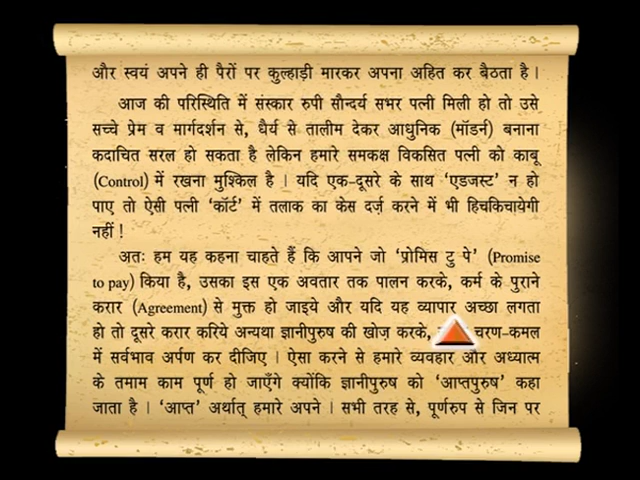 और स्वयं अपने ही पैरों पर कुल्हाड़ी मारकर अपना अहित कर बैठता है ।
आज की परिस्थिति में संस्कार रुपी सौन्दर्य सभर पत्नी मिली हो तो उसे
सच्चे प्रेम व मार्गदर्शन से, धैर्य से तालीम देकर आधुनिक (मॉडर्न) बनाना
कदाचित सरल हो सकता है लेकिन हमारे समकक्ष विकसित पत्नी को काबू
(Control) में रखना मुश्किल है । यदि एक-दूसरे के साथ ‘एडजस्ट’ न हो
पाए तो ऐसी पत्नी ‘कॉर्ट’ में तलाक का केस दर्ज़ करने में भी हिचकिचायेगी
नहीं !
अतः हम यह कहना चाहते हैं कि आपने जो ‘प्रोमिस टु पे’ (Promise
to pay) किया है, उसका इस एक अवतार तक पालन करके, कर्म के पुराने
करार (Agreement) से मुक्त हो जाइये और यदि यह व्यापार अच्छा लगता
हो तो दूसरे करार करिये अन्यथा ज्ञानीपुरुष की खोज़ करके, चरण-कमल
में सर्वभाव अर्पण कर दीजिए । ऐसा करने से हमारे व्यवहार और अध्यात्म
के तमाम काम पूर्ण हो जाएँगे क्योंकि ज्ञानीपुरुष को ‘आप्तपुरुष’ कहा
जाता है । ‘आप्त’ अर्थात् हमारे अपने । सभी तरह से, पूर्णरुप से जिन पर